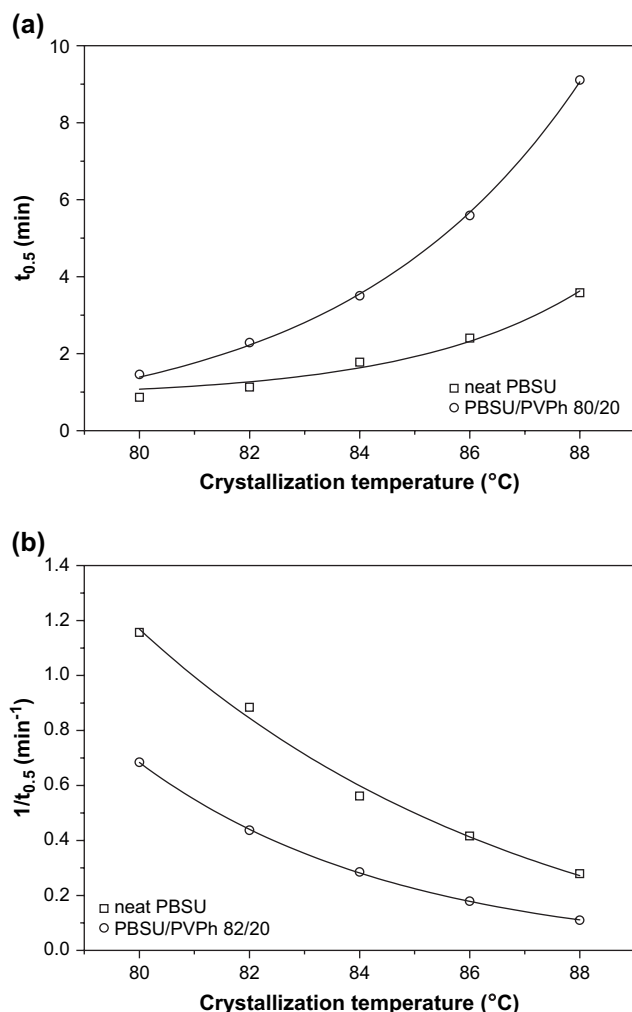 (a)
10
8
6
4
2
0
t0.5 (min)
neat PBSU
PBSU/PVPh 80/20
80 82 84 86 88
Crystallization temperature (°C)
(b)
1.4
1.2
1.0
0.8
0.6
0.4
0.2
0.0
1/t0.5 (min-1)
neat PBSU
PBSU/PVPh 82/20
80 82 84 86 88
Crystallization temperature (°C)